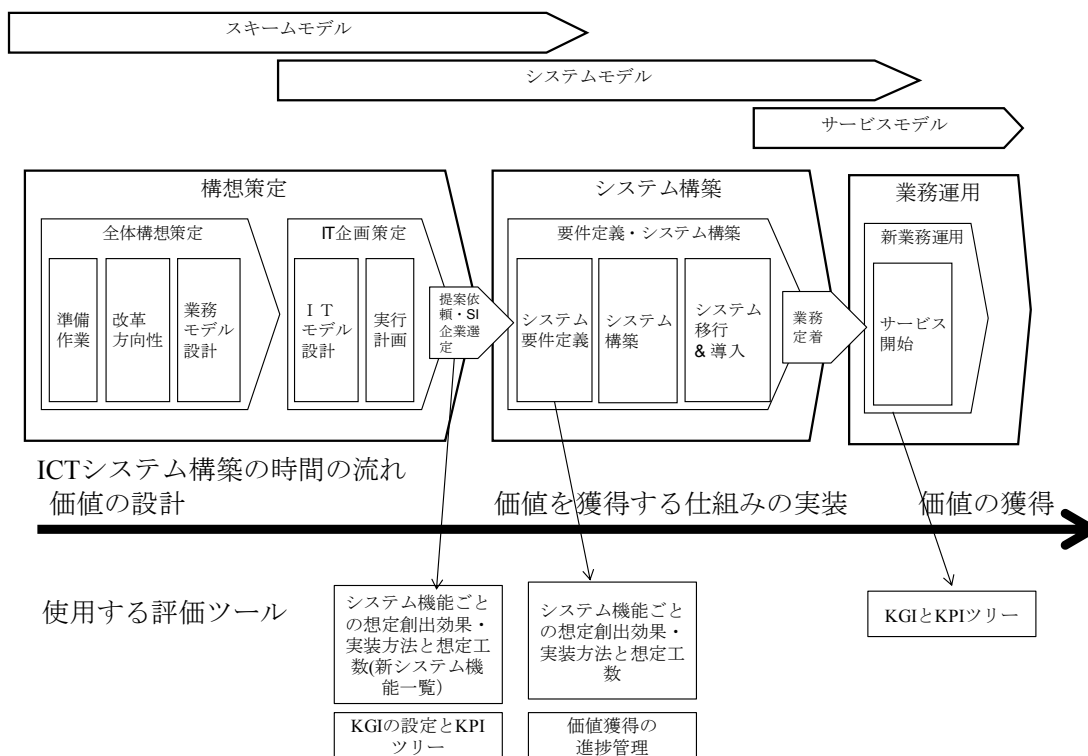 スキームモデル
システムモデル
サービスモデル
構想策定
システム構築
業務運用
全体構想策定
IT企画策定
要件定義・システム構築
新業務運用
準備
作業
改革
方向性
業務
モデル
設計
ＩＴ
モデル
設計
実行
計画
提案依
頼・SI
企業選
定
システム
要件定義
システム
構築
システム
移行
& 導入
業務
定着
サービス
開始
ICTシステム構築の時間の流れ
価値の設計
価値を獲得する仕組みの実装
価値の獲得
使用する評価ツール
システム機能ごと
の想定創出効果・
実装方法と想定工
数(新システム機
能一覧）
KGIの設定とKPI
ツリー
システム機能ご
との想定創出効果・
実装方法と想定工
数
価値獲得の
進捗管理
KGIとKPIツリー